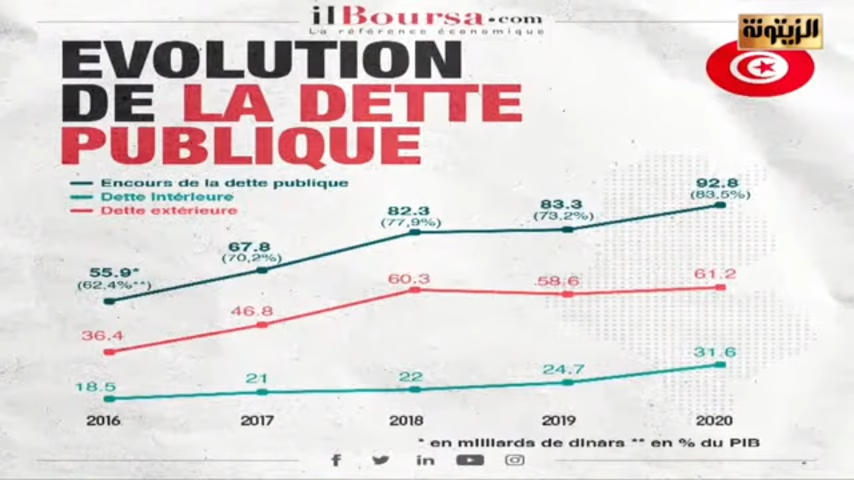 ilBoursa.com
La référence économique
الزيتونة
EVOLUTION
DE LA DETTE
PUBLIQUE
Encours de la dette publique
Dette intérieure
Dette extérieure
55.9*
(62,4%**)
67.8
(70,2%)
82.3
(77,9%)
83.3
(73,2%)
92.8
(83,5%)
36.4
46.8
60.3
58.6
61.2
18.5
21
22
24.7
31.6
2016 2017 2018 2019 2020
* en milliards de dinars ** en % du PIB